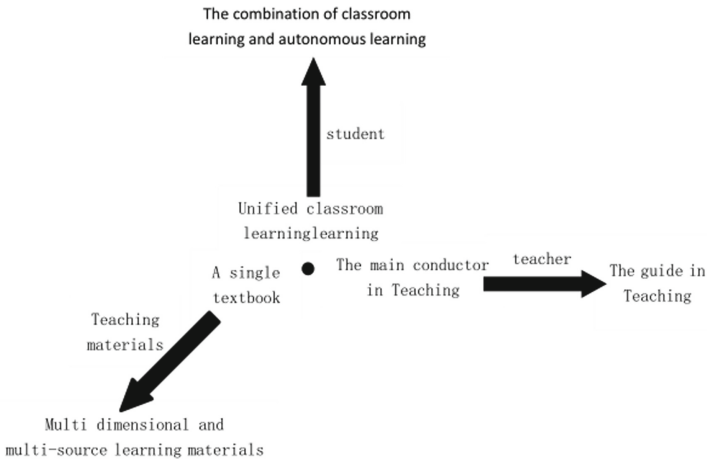 The combination of classroom
learning and autonomous learning
student
Unified classroom
learninglearning
A single
textbook
The main conductor
in Teaching
teacher
The guide in
Teaching
Teaching
materials
Multi dimensional and
multi-source learning materials